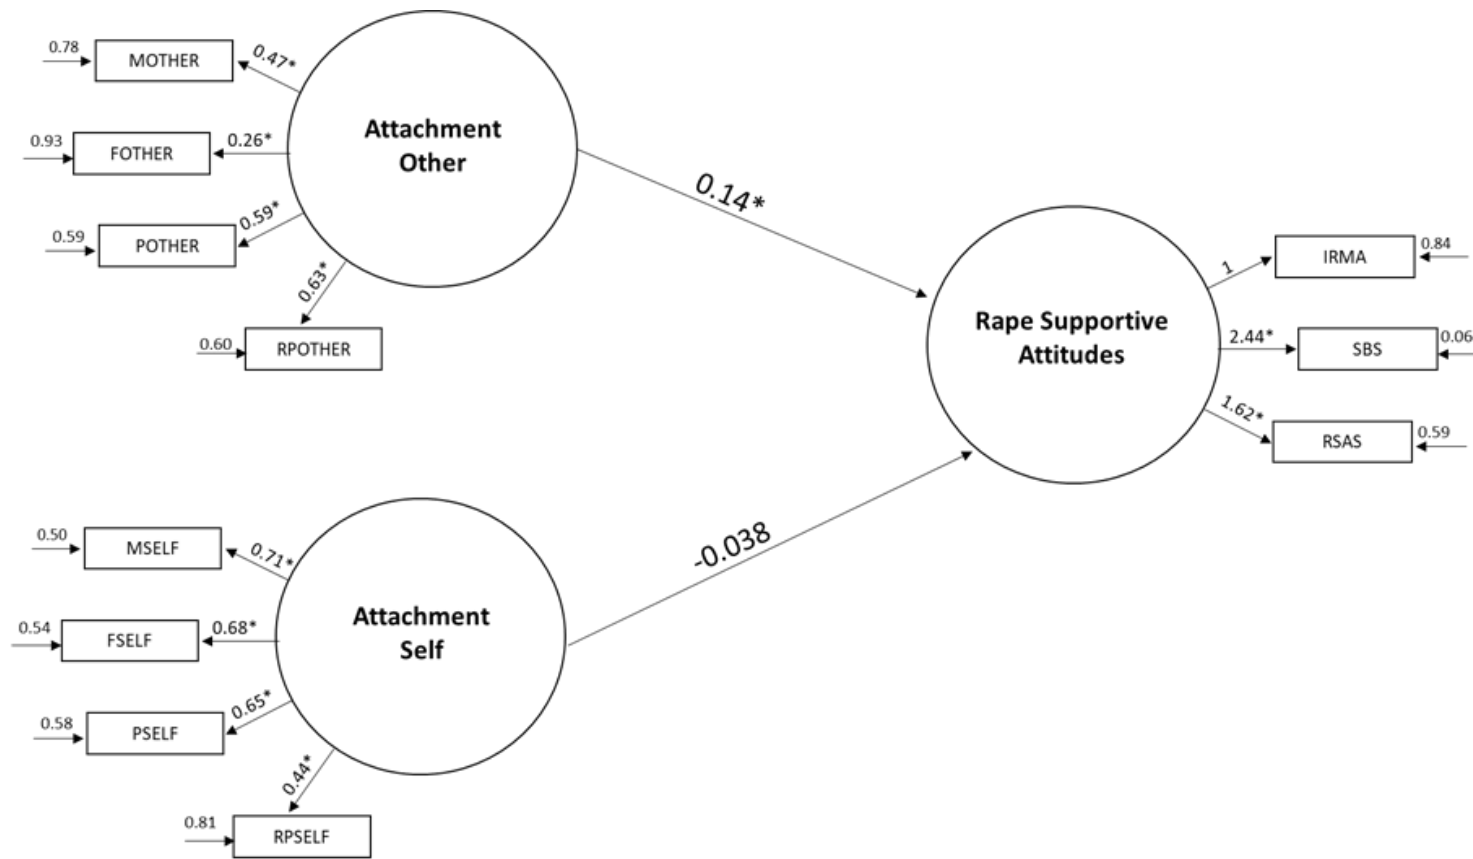 0.78
MOTHER
0.47*
0.93
FOTHER
0.26*
0.59
POTHER
0.59*
0.60
RPOTHER
0.63*
Attachment
Other
0.14*
Rape Supportive
Attitudes
1
IRMA
0.84
2.44*
SBS
0.06
1.62*
RSAS
0.59
-0.038
Attachment
Self
0.50
MSELF
0.71*
0.54
FSELF
0.68*
0.58
PSELF
0.65*
0.81
RPSELF
0.44*